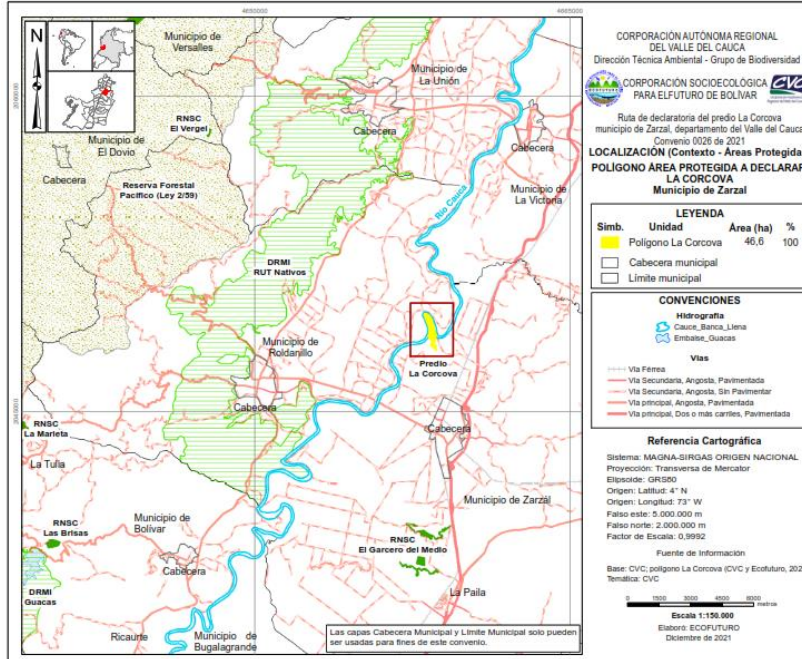 4650000
4665000
N
Municipio de
Versalles
Municipio de
La Unión
Cabecera
RNSC
El Vergel
Municipio de
El Dovio
Cabecera
Cabecera
Municipio de
La Victoria
Reserva Forestal
Pacífico (Ley 2/59)
Río Cauca
DRMI
RUT Nativos
Municipio de
Roldanillo
Predio
La Corcova
Cabecera
Cabecera
RNSC
La Marieta
La Tulia
Municipio de Zarzal
RNSC
Las Brisas
Municipio de
Bolívar
RNSC
El Garcero del Medio
Cabecera
DRMI
Guacas
La Paila
Ricaurte
Municipio de
Bugalagrande
Las capas Cabecera Municipal y Límite Municipal solo pueden
ser usadas para fines de este convenio.
CORPORACIÓN AUTÓNOMA REGIONAL
DEL VALLE DEL CAUCA
Dirección Técnica Ambiental - Grupo de Biodiversidad
CORPORACIÓN SOCIOECOLÓGICA
PARA ELFUTURO DE BOLÍVAR
CVC
Ruta de declaratoria del predio La Corcova
municipio de Zarzal, departamento del Valle del Cauca
Convenio 0026 de 2021
LOCALIZACIÓN (Contexto - Áreas Protegida
POLÍGONO ÁREA PROTEGIDA A DECLARAR
LA CORCOVA
Municipio de Zarzal
LEYENDA
Simb. Unidad Área (ha) %
Polígono La Corcova 46,6 100
Cabecera municipal
Límite municipal
CONVENCIONES
Hidrografía
Cauce_Banca_Llena
Embalse_Guacas
Vías
Vía Férrea
Vía Secundaria, Angosta, Pavimentada
Vía Secundaria, Angosta, Sin Pavimentar
Vía principal, Angosta, Pavimentada
Vía principal, Dos o más carriles, Pavimentada
Referencia Cartográfica
Sistema: MAGNA-SIRGAS ORIGEN NACIONAL
Proyección: Transversa de Mercator
Elipsoide: GRS80
Origen: Latitud: 4° N
Origen: Longitud: 73° W
Falso este: 5.000.000 m
Falso norte: 2.000.000 m
Factor de Escala: 0,9992
Fuente de Información
Base: CVC; polígono La Corcova (CVC y Ecofuturo, 202
Temática: CVC
0 1500 3000 4500 6000 metros
Escala 1:150.000
Elaboró: ECOFUTURO
Diciembre de 2021